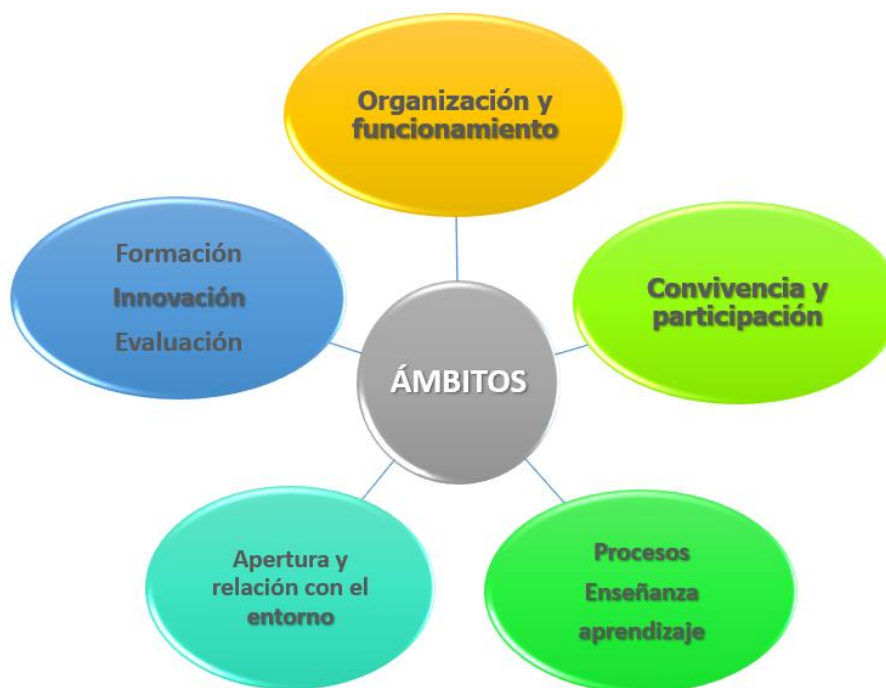 Organización y
funcionamiento
Formación
Innovación
Evaluación
Convivencia y
participación
ÁMBITOS
Apertura y
relación con el
entorno
Procesos
Enseñanza
aprendizaje